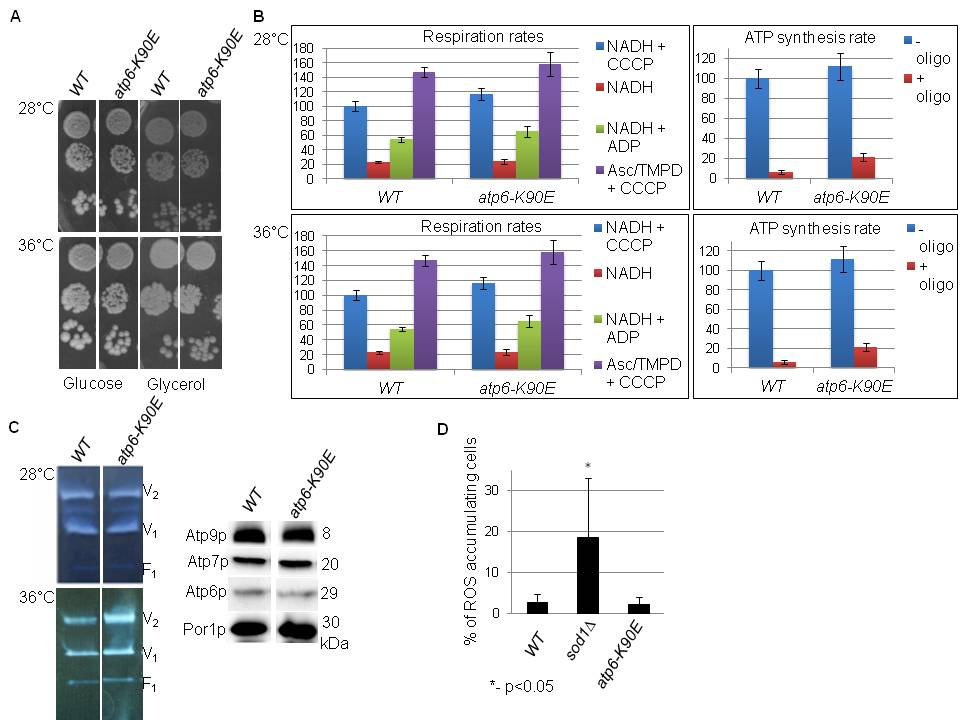 A
WT
atp6-K90E
WT
atp6-K90E
28°C
36°C
Glucose
Glycerol
B
28°C
Respiration rates
180
160
140
120
100
80
60
40
20
0
WT
atp6-K90E
NADH +
CCCP
NADH
NADH +
ADP
Asc/TMPD
+ CCCP
ATP synthesis rate
120
100
80
60
40
20
0
WT
atp6-K90E
-
oligo
+
oligo
36°C
Respiration rates
180
160
140
120
100
80
60
40
20
0
WT
atp6-K90E
NADH +
CCCP
NADH
NADH +
ADP
Asc/TMPD
+ CCCP
ATP synthesis rate
120
100
80
60
40
20
0
WT
atp6-K90E
-
oligo
+
oligo
C
WT
atp6-K90E
28°C
V2
V1
F1
36°C
V2
V1
F1
WT
atp6-K90E
Atp9p
8
Atp7p
20
Atp6p
29
Por1p
30
kDa
D
% of ROS accumulating cells
30
20
10
0
*
WT
sod1Δ
atp6-K90E
*- p<0.05